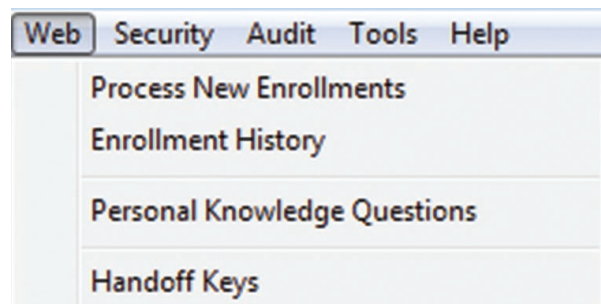 Web Security Audit Tools Help
Process New Enrollments
Enrollment History
Personal Knowledge Questions
Handoff Keys